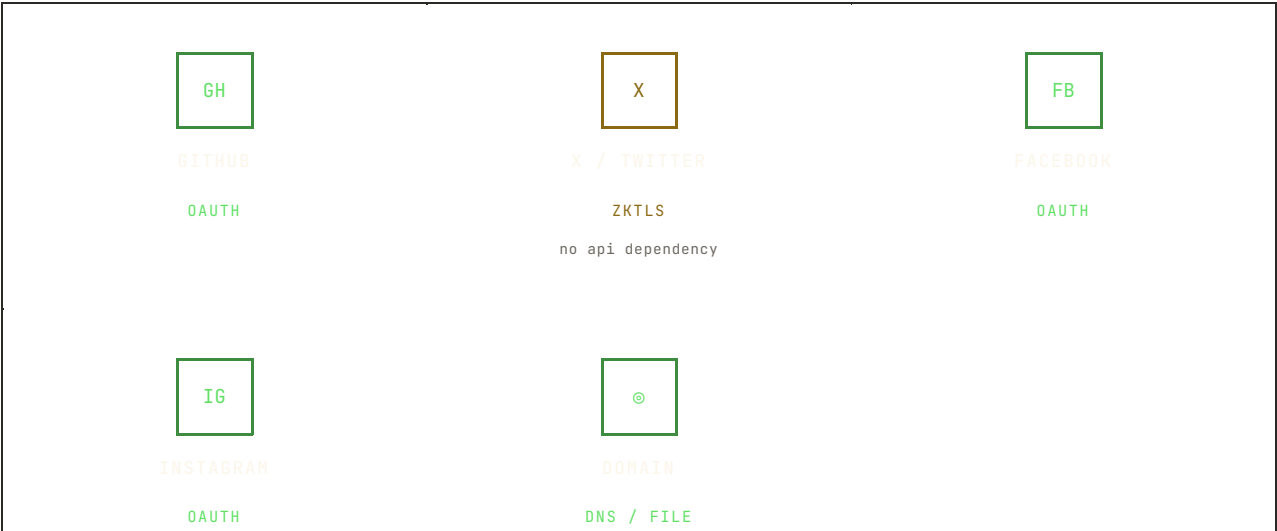 GH
GITHUB
OAUTH
X
X / TWITTER
ZKTLS
no api dependency
FB
FACEBOOK
OAUTH
IG
INSTAGRAM
OAUTH
◎
DOMAIN
DNS / FILE